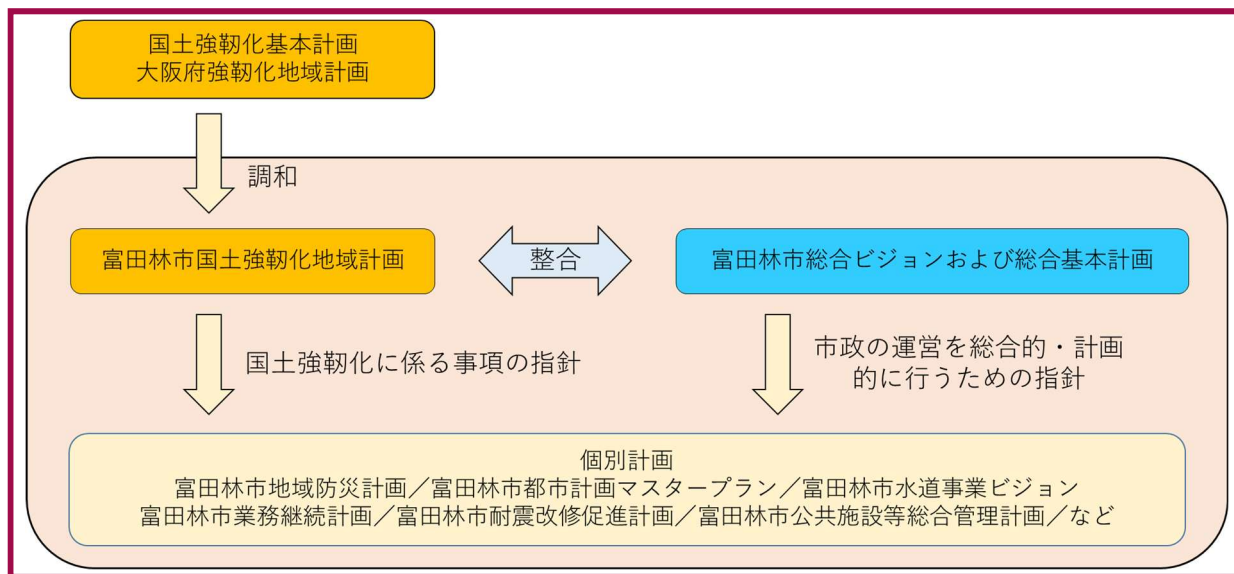 国土強靭化基本計画
大阪府強靭化地域計画
調和
富田林市国土強靭化地域計画
整合
富田林市総合ビジョンおよび総合基本計画
国土強靭化に係る事項の指針
市政の運営を総合的・計画
的に行うための指針
個別計画
富田林市地域防災計画／富田林市都市計画マスタープラン／富田林市水道事業ビジョン
富田林市業務継続計画／富田林市耐震改修促進計画／富田林市公共施設等総合管理計画／など